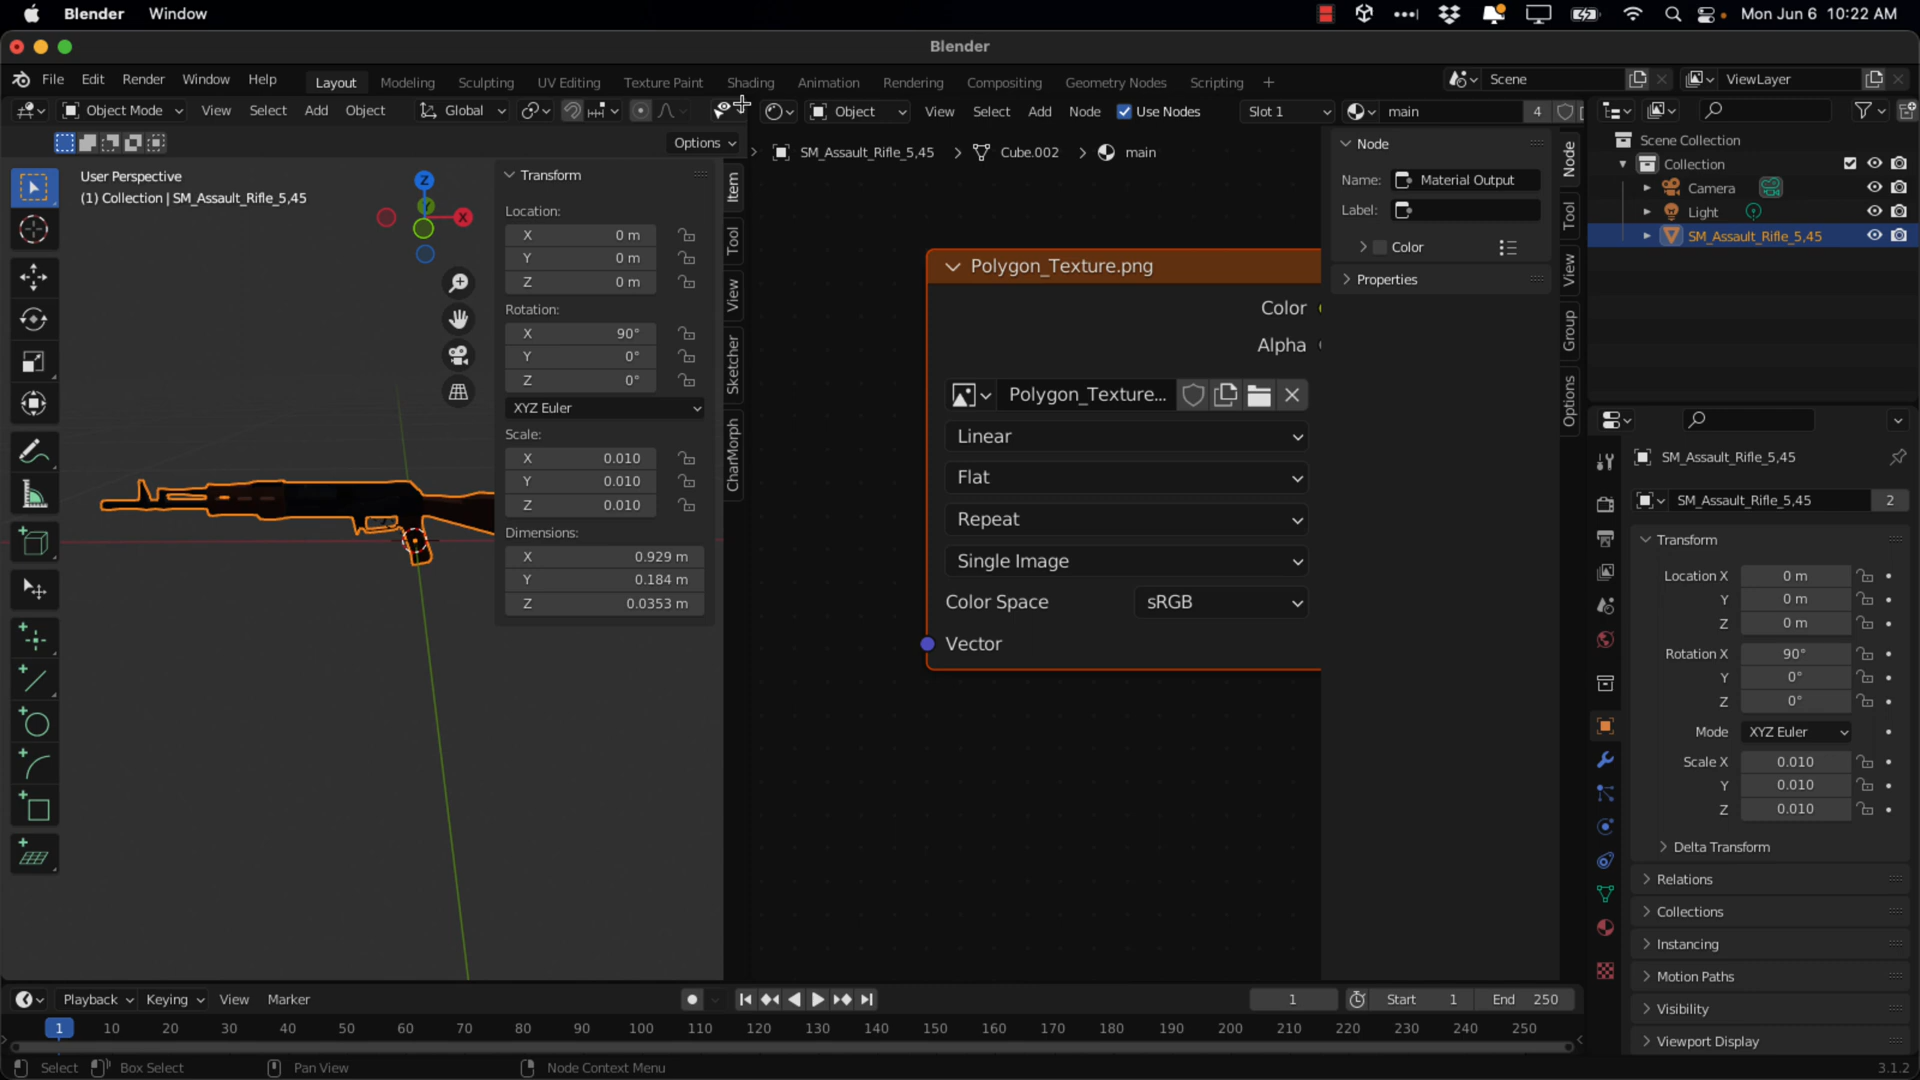 Blender Window Mon Jun 6 10:22 AM
Blender
File Edit Render Window Help Layout Modeling Sculpting UV Editing Texture Paint Shading Animation Rendering Compositing Geometry Nodes Scripting Scene ViewLayer
Object Mode View Select Add Object Global
Options
User Perspective
(1) Collection | SM_Assault_Rifle_5,45
Z
Y
X
Transform
Location:
X 0 m
Y 0 m
Z 0 m
Rotation:
X 90°
Y 0°
Z 0°
XYZ Euler
Scale:
X 0.010
Y 0.010
Z 0.010
Dimensions:
X 0.929 m
Y 0.184 m
Z 0.0353 m
Item
Tool
View
Sketcher
CharMorph
Object View Select Add Node Use Nodes Slot 1 main 4
SM_Assault_Rifle_5,45 Cube.002 main
Polygon_Texture.png
Color
Alpha
Polygon_Texture...
Linear
Flat
Repeat
Single Image
Color Space sRGB
Vector
Node
Name: Material Output
Label:
Color
Properties
Node
Tool
View
Group
Options
Scene Collection
Collection
Camera
Light
SM_Assault_Rifle_5,45
SM_Assault_Rifle_5,45
SM_Assault_Rifle_5,45 2
Transform
Location X 0 m
Y 0 m
Z 0 m
Rotation X 90°
Y 0°
Z 0°
Mode XYZ Euler
Scale X 0.010
Y 0.010
Z 0.010
Delta Transform
Relations
Collections
Instancing
Motion Paths
Visibility
Viewport Display
Playback Keying View Marker 1 Start 1 End 250
1 10 20 30 40 50 60 70 80 90 100 110 120 130 140 150 160 170 180 190 200 210 220 230 240 250
Select Box Select Pan View Node Context Menu 3.1.2